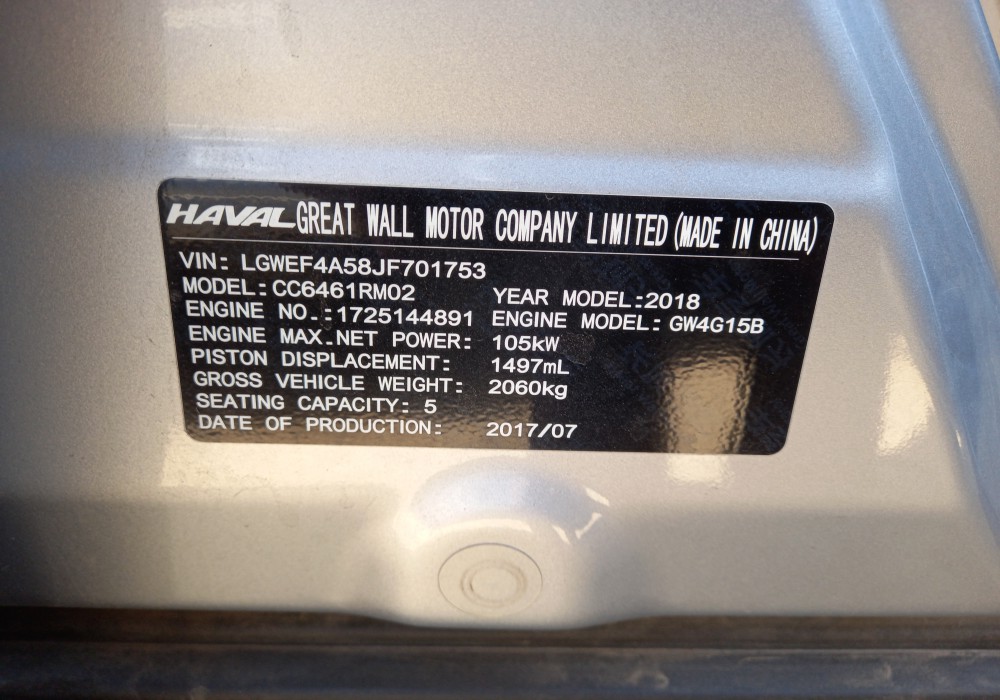 HAVAL GREAT WALL MOTOR COMPANY LIMITED (MADE IN CHINA)
VIN: LGWEF4A58JF701753
MODEL:CC6461RM02 YEAR MODEL:2018
ENGINE NO.:1725144891 ENGINE MODEL: GW4G15B
ENGINE MAX.NET POWER: 105kW
PISTON DISPLACEMENT: 1497mL
GROSS VEHICLE WEIGHT: 2060kg
SEATING CAPACITY: 5
DATE OF PRODUCTION: 2017/07